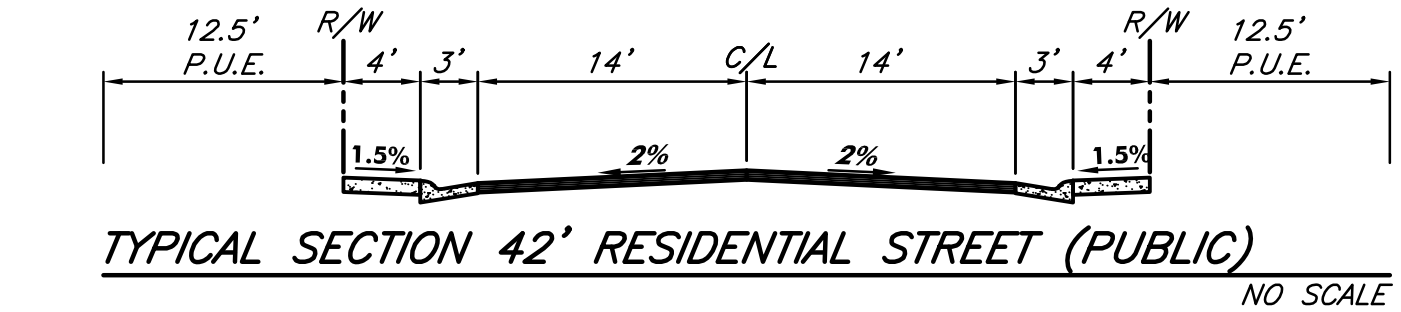 12.5' R/W R/W 12.5'
P.U.E. 4' 3' 14' C/L 14' 3' 4' P.U.E.
1.5% 2% 2% 1.5%
TYPICAL SECTION 42' RESIDENTIAL STREET (PUBLIC)
NO SCALE